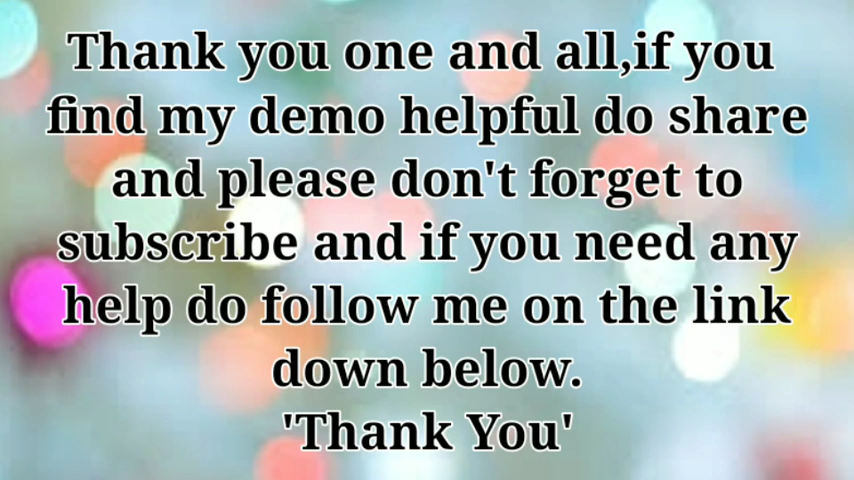 Thank you one and all,if you
find my demo helpful do share
and please don't forget to
subscribe and if you need any
help do follow me on the link
down below.
'Thank You'